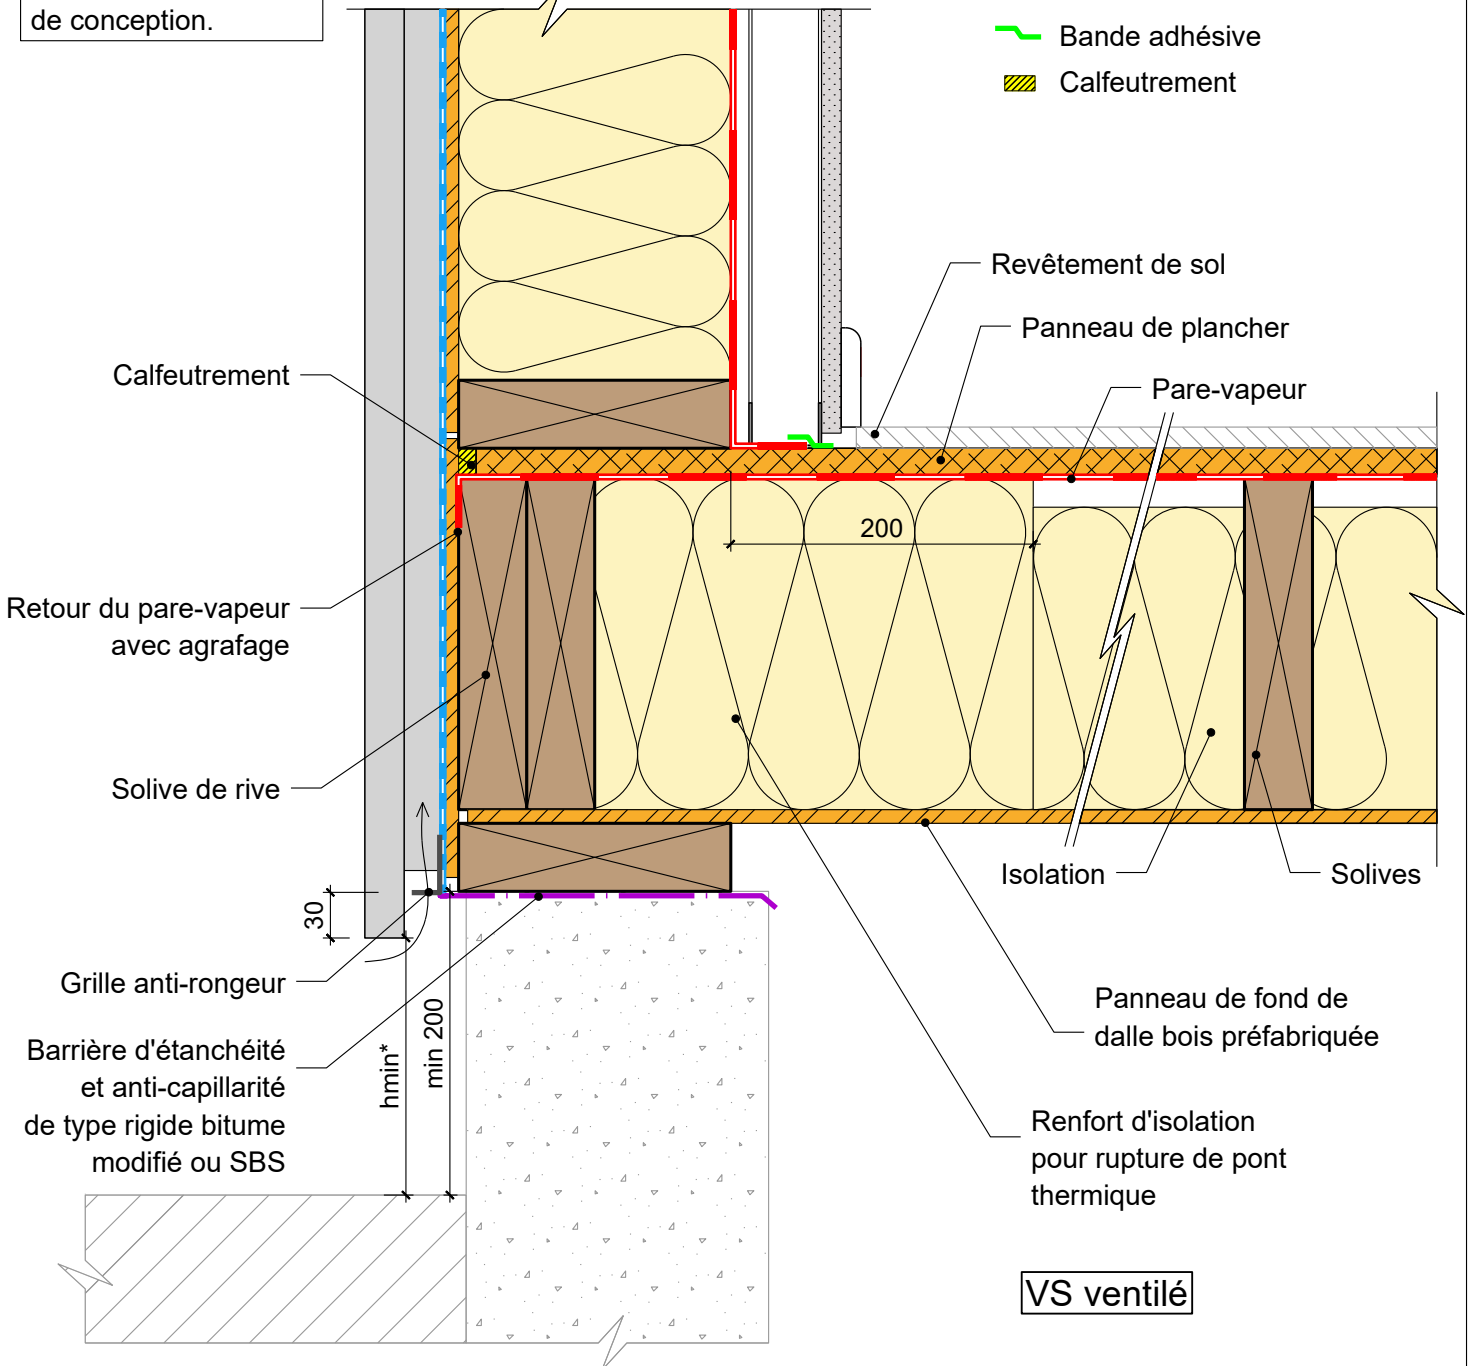 de conception.
Bande adhésive
Calfeutrement
Revêtement de sol
Panneau de plancher
Calfeutrement
Pare-vapeur
200
Retour du pare-vapeur
avec agrafage
Solive de rive
Isolation
Solives
30
Grille anti-rongeur
Panneau de fond de
dalle bois préfabriquée
Barrière d'étanchéité
et anti-capillarité
de type rigide bitume
modifié ou SBS
hmin*
min 200
Renfort d'isolation
pour rupture de pont
thermique
VS ventilé